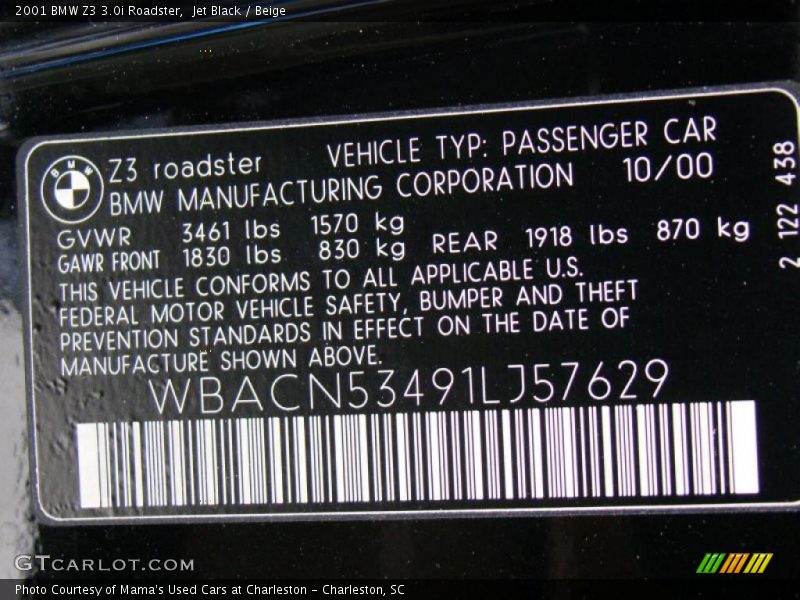 2001 BMW Z3 3.0i Roadster, Jet Black / Beige
BMW
Z3 roadster VEHICLE TYP: PASSENGER CAR
BMW MANUFACTURING CORPORATION 10/00
GVWR 3461 lbs 1570 kg
GAWR FRONT 1830 lbs 830 kg REAR 1918 lbs 870 kg
THIS VEHICLE CONFORMS TO ALL APPLICABLE U.S.
FEDERAL MOTOR VEHICLE SAFETY, BUMPER AND THEFT
PREVENTION STANDARDS IN EFFECT ON THE DATE OF
MANUFACTURE SHOWN ABOVE.
WBACN53491LJ57629
2 122 438
GTCARLOT.COM
Photo Courtesy of Mama's Used Cars at Charleston - Charleston, SC